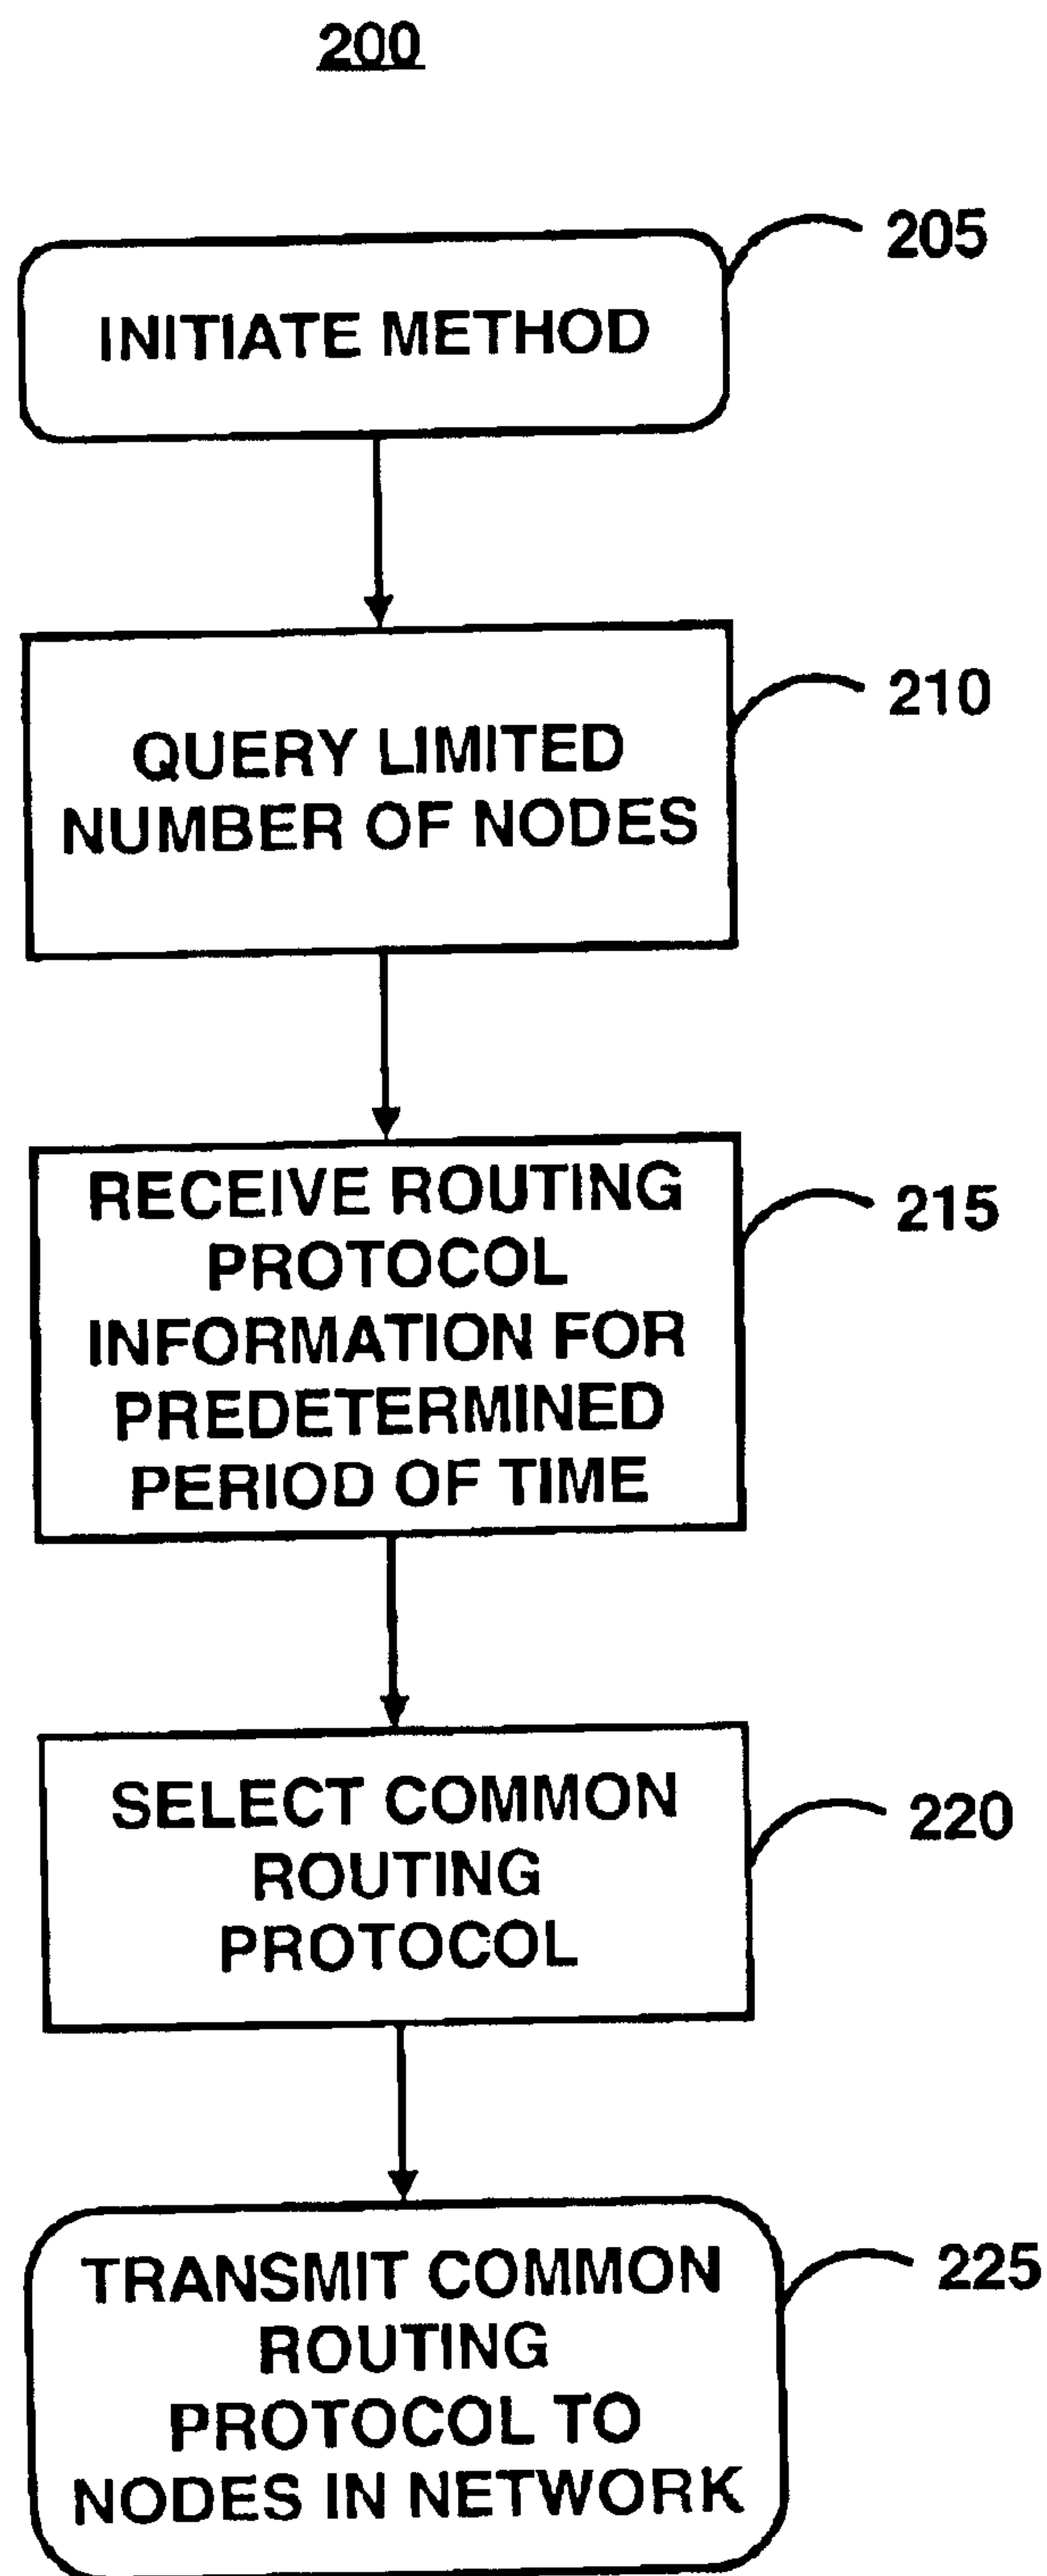 200
205
INITIATE METHOD
210
QUERY LIMITED
NUMBER OF NODES
215
RECEIVE ROUTING
PROTOCOL
INFORMATION FOR
PREDETERMINED
PERIOD OF TIME
220
SELECT COMMON
ROUTING
PROTOCOL
225
TRANSMIT COMMON
ROUTING
PROTOCOL TO
NODES IN NETWORK